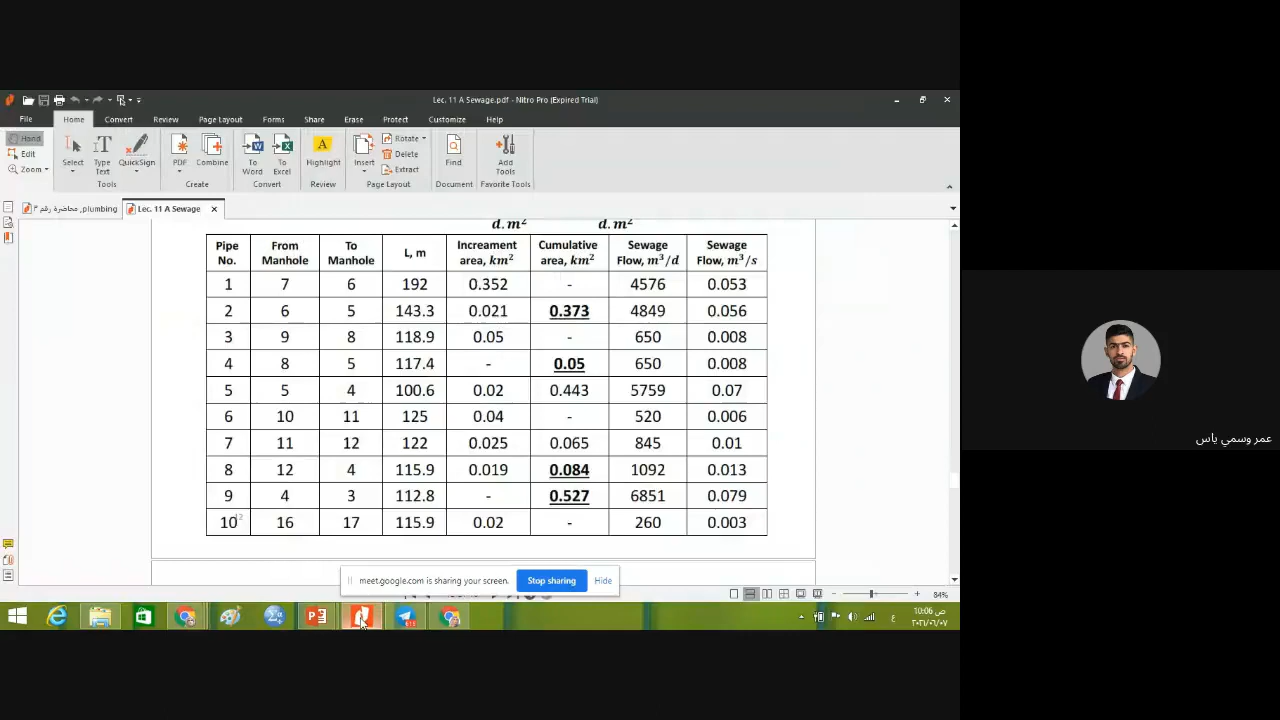 Lec. 11 A Sewage.pdf - Nitro Pro (Expired Trial)
File Home Convert Review Page Layout Forms Share Erase Protect Customize Help
Hand
Edit
Zoom
Select
Type Text
QuickSign
Tools
PDF
Combine
Create
To Word
To Excel
Convert
A
Highlight
Review
Insert
Rotate
Delete
Extract
Page Layout
Find
Document
Add Tools
Favorite Tools
محاضرة رقم ٣ ,plumbing
Lec. 11 A Sewage
d.m² d.m²
Pipe No. From Manhole To Manhole L, m Increament area, km² Cumulative area, km² Sewage Flow, m³/d Sewage Flow, m³/s
1 7 6 192 0.352 - 4576 0.053
2 6 5 143.3 0.021 0.373 4849 0.056
3 9 8 118.9 0.05 - 650 0.008
4 8 5 117.4 - 0.05 650 0.008
5 5 4 100.6 0.02 0.443 5759 0.07
6 10 11 125 0.04 - 520 0.006
7 11 12 122 0.025 0.065 845 0.01
8 12 4 115.9 0.019 0.084 1092 0.013
9 4 3 112.8 - 0.527 6851 0.079
10 12 16 17 115.9 0.02 - 260 0.003
meet.google.com is sharing your screen. Stop sharing Hide
84%
ع
10:06 ص
٢٠٢١/٠٦/٠٧
عمر وسمي ياس